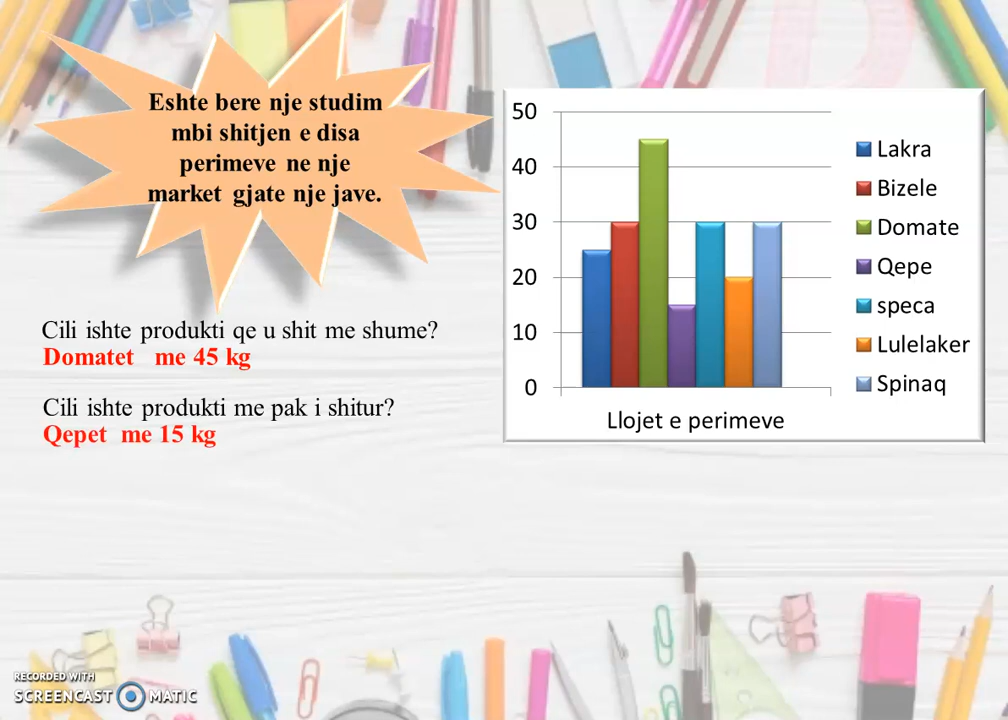 Eshte bere nje studim
mbi shitjen e disa
perimeve ne nje
market gjate nje jave.
Cili ishte produkti qe u shit me shume?
Domatet me 45 kg
Cili ishte produkti me pak i shitur?
Qepet me 15 kg
50
40
30
20
10
0
Llojet e perimeve
Lakra
Bizele
Domate
Qepe
speca
Lulelaker
Spinaq
RECORDED WITH
SCREENCAST MATIC